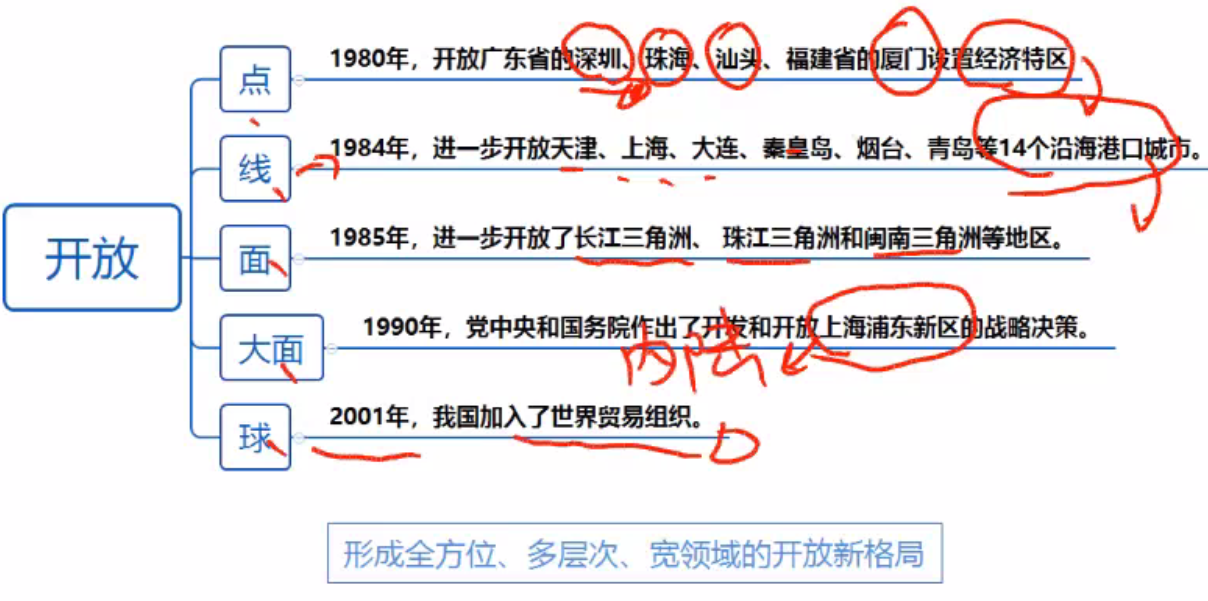 点
1980年，开放广东省的深圳、珠海、汕头、福建省的厦门设置经济特区
线
1984年，进一步开放天津、上海、大连、秦皇岛、烟台、青岛等14个沿海港口城市。
开放
面
1985年，进一步开放了长江三角洲、 珠江三角洲和闽南三角洲等地区。
大面
1990年，党中央和国务院作出了开发和开放上海浦东新区的战略决策。
内陆
球
2001年，我国加入了世界贸易组织。
形成全方位、多层次、宽领域的开放新格局